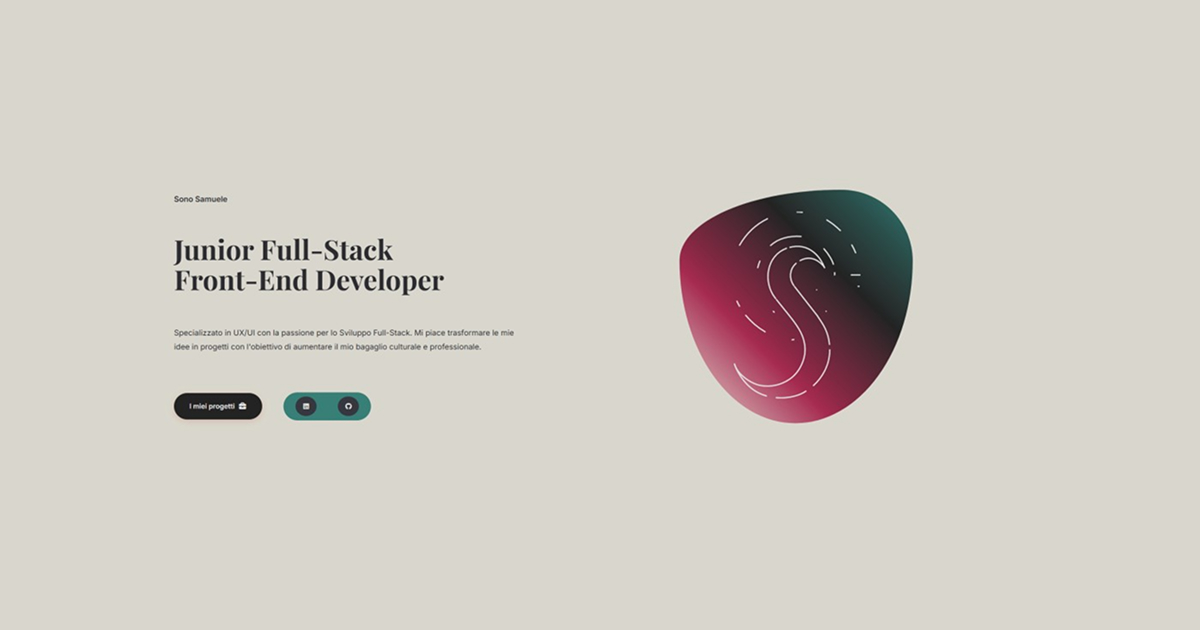 Sono Samuele
Junior Full-Stack
Front-End Developer
Specializzato in UX/UI con la passione per lo Sviluppo Full-Stack. Mi piace trasformare le mie
idee in progetti con l'obiettivo di aumentare il mio bagaglio culturale e professionale.
I miei progetti